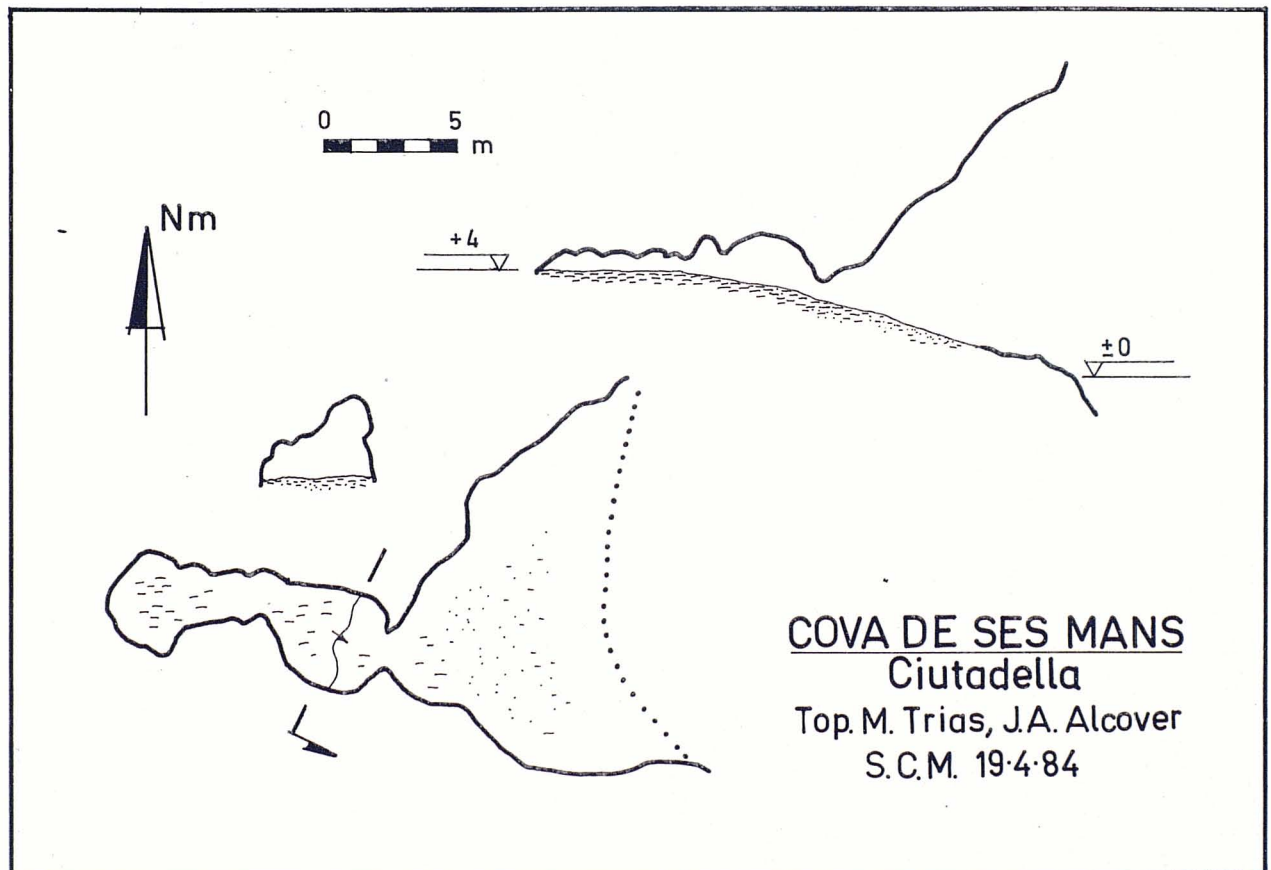 0 5 m
Nm
+4
±0
COVA DE SES MANS
Ciutadella
Top. M. Trias, J.A. Alcover
S.C.M. 19·4·84